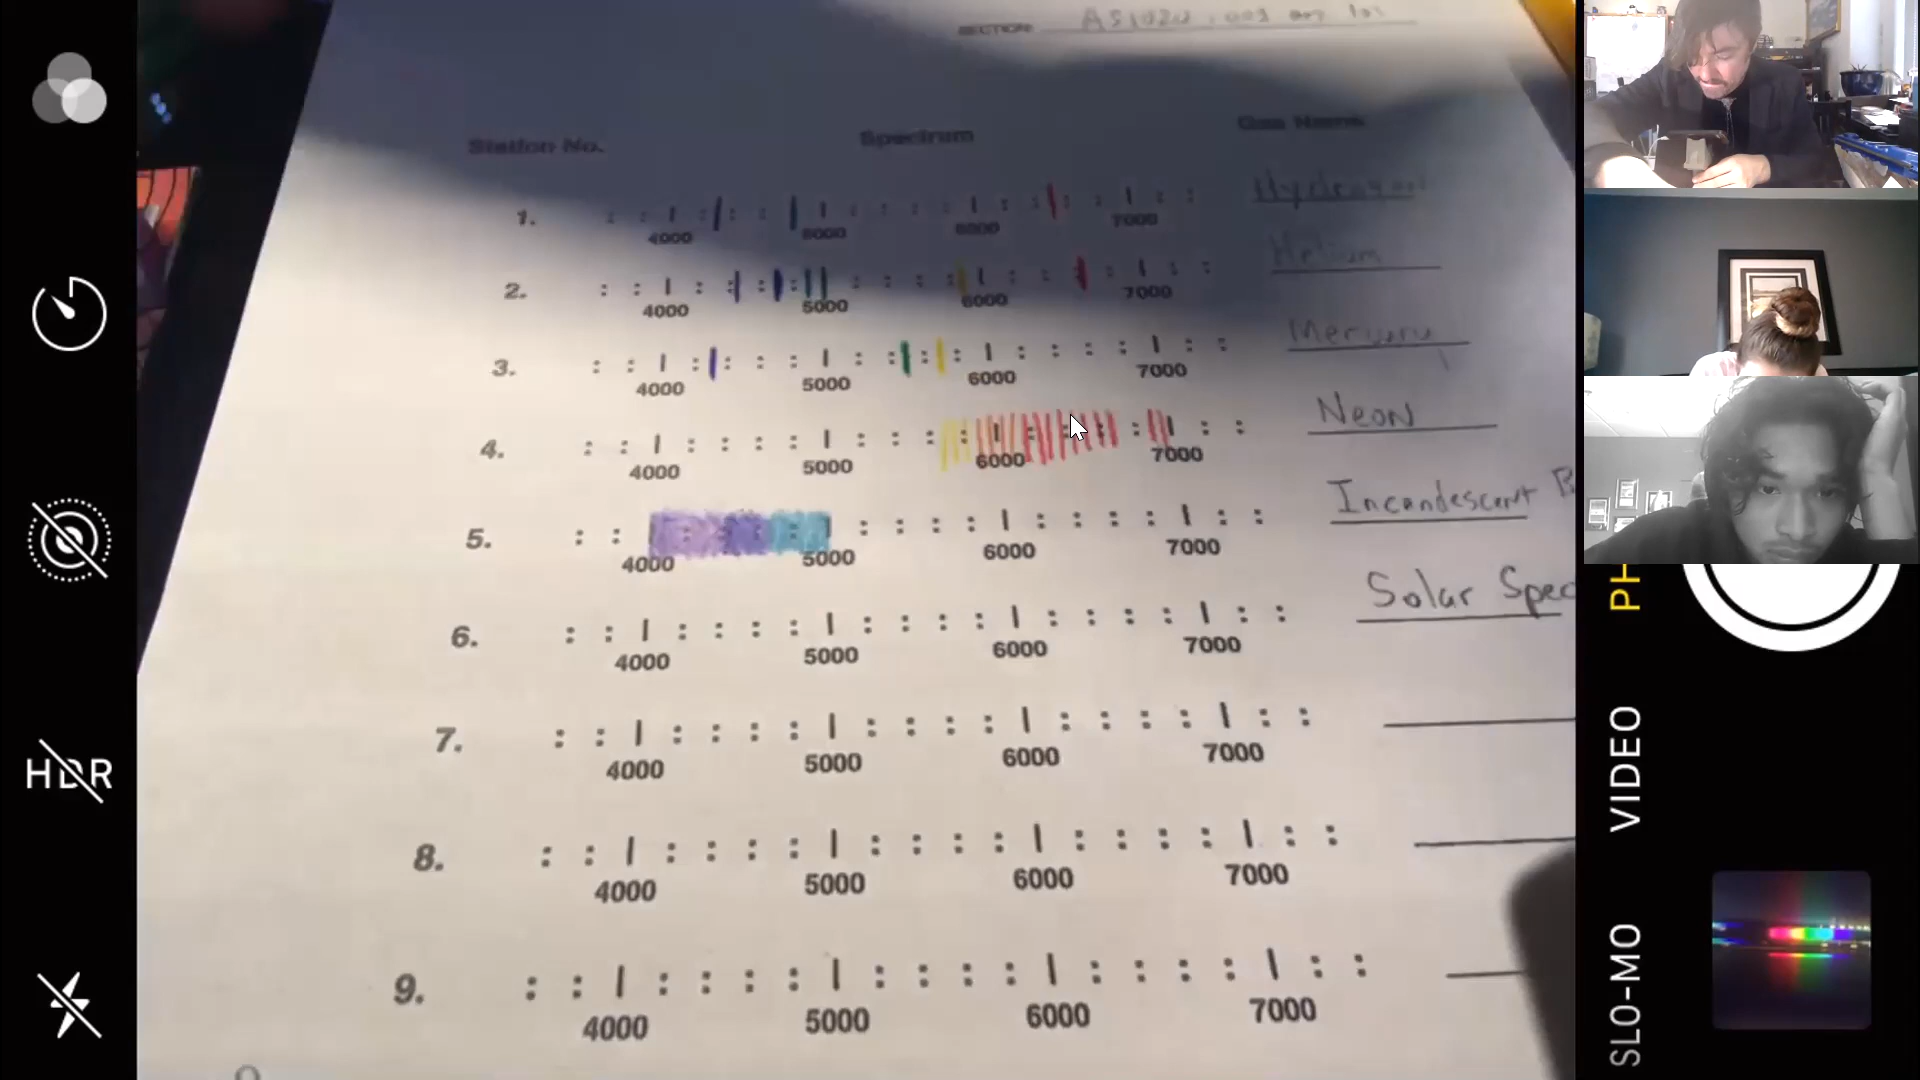 SECTION:
Station No. Spectrum Gas Name
1. 4000 5000 6000 7000 Hydrogen
2. 4000 5000 6000 7000 Helium
3. 4000 5000 6000 7000 Mercury
4. 4000 5000 6000 7000 Neon
5. 4000 5000 6000 7000 Incandescent B
6. 4000 5000 6000 7000 Solar Spec
7. 4000 5000 6000 7000
8. 4000 5000 6000 7000
9. 4000 5000 6000 7000
HDR
PH
VIDEO
SLO-MO